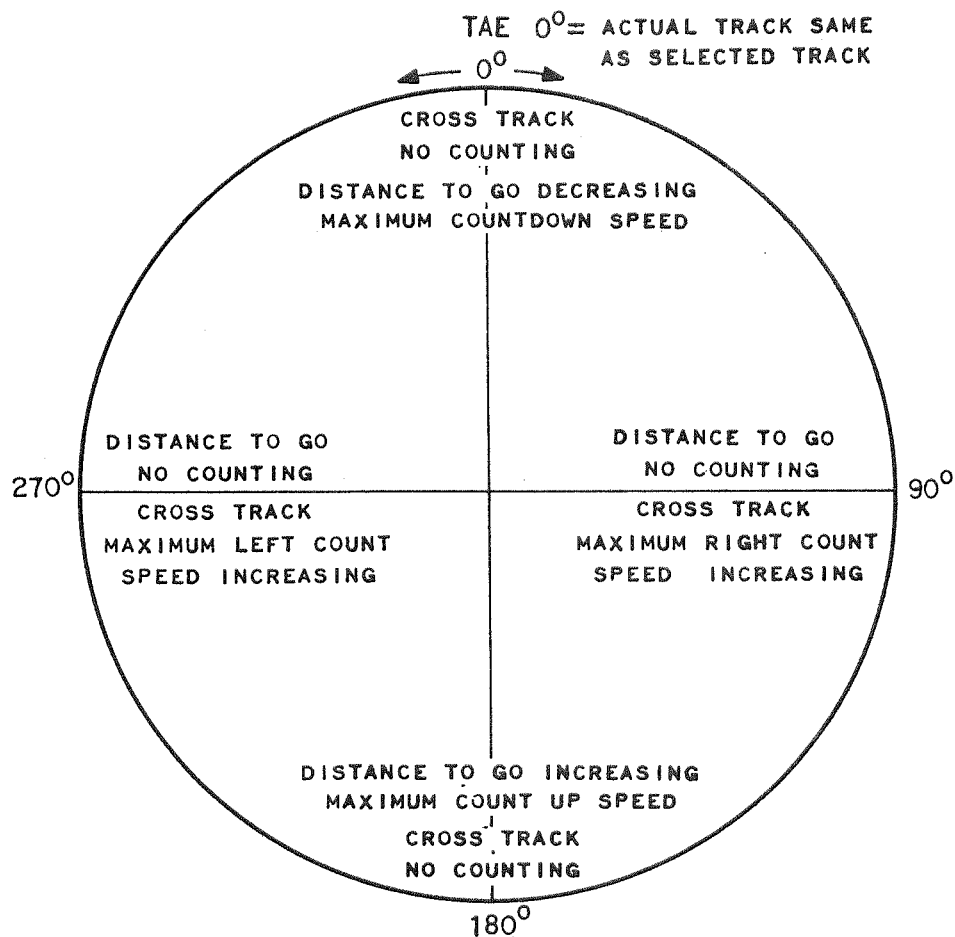 TAE 0°= ACTUAL TRACK SAME
AS SELECTED TRACK
0°
CROSS TRACK
NO COUNTING
DISTANCE TO GO DECREASING
MAXIMUM COUNTDOWN SPEED
DISTANCE TO GO
NO COUNTING
270°
CROSS TRACK
MAXIMUM LEFT COUNT
SPEED INCREASING
DISTANCE TO GO
NO COUNTING
90°
CROSS TRACK
MAXIMUM RIGHT COUNT
SPEED INCREASING
DISTANCE TO GO INCREASING
MAXIMUM COUNT UP SPEED
CROSS TRACK
NO COUNTING
180°